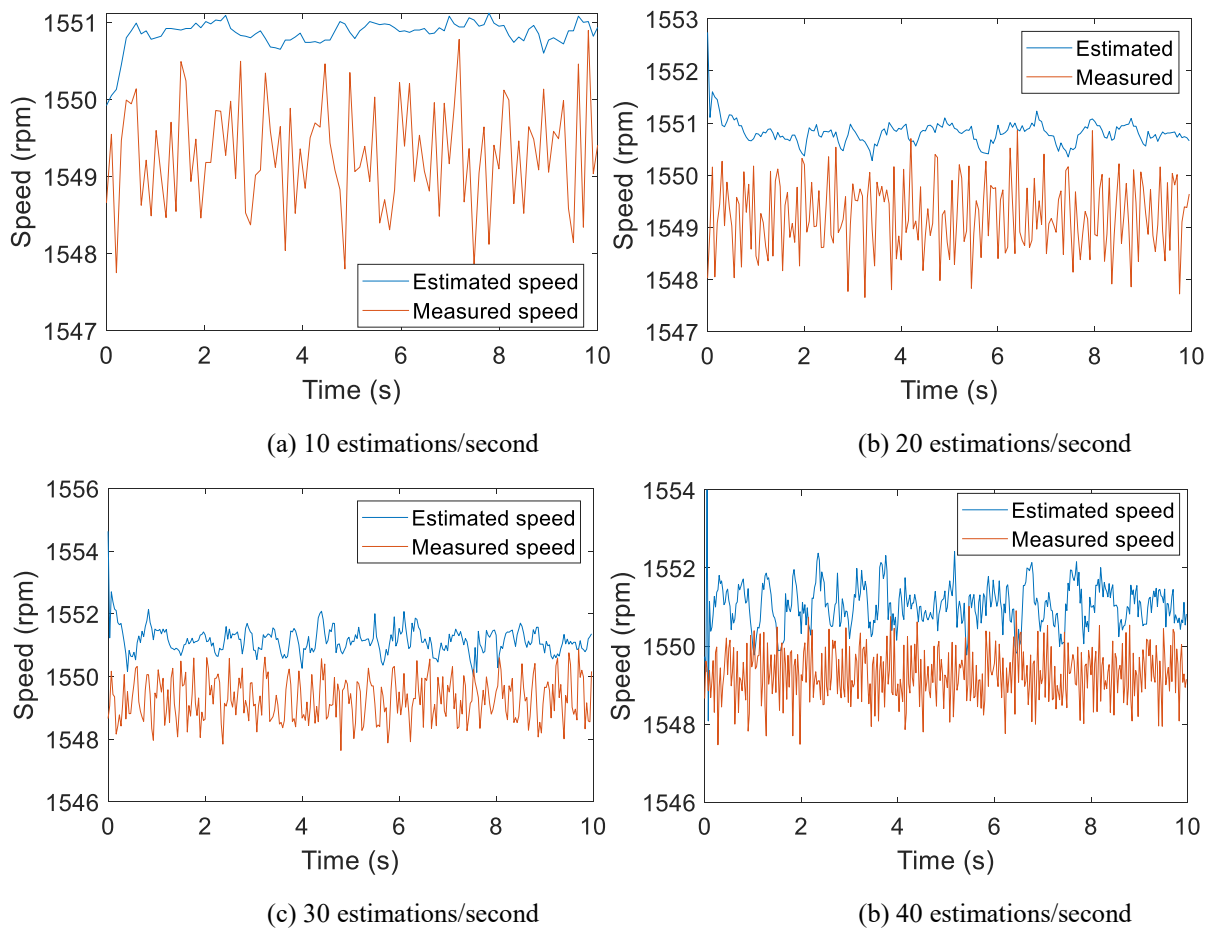 1551
1550
1549
1548
1547
Speed (rpm)
Estimated speed
Measured speed
0 2 4 6 8 10
Time (s)
(a) 10 estimations/second
1553
1552
1551
1550
1549
1548
1547
Speed (rpm)
Estimated
Measured
0 2 4 6 8 10
Time (s)
(b) 20 estimations/second
1556
1554
1552
1550
1548
1546
Speed (rpm)
Estimated speed
Measured speed
0 2 4 6 8 10
Time (s)
(c) 30 estimations/second
1554
1552
1550
1548
1546
Speed (rpm)
Estimated speed
Measured speed
0 2 4 6 8 10
Time (s)
(b) 40 estimations/second